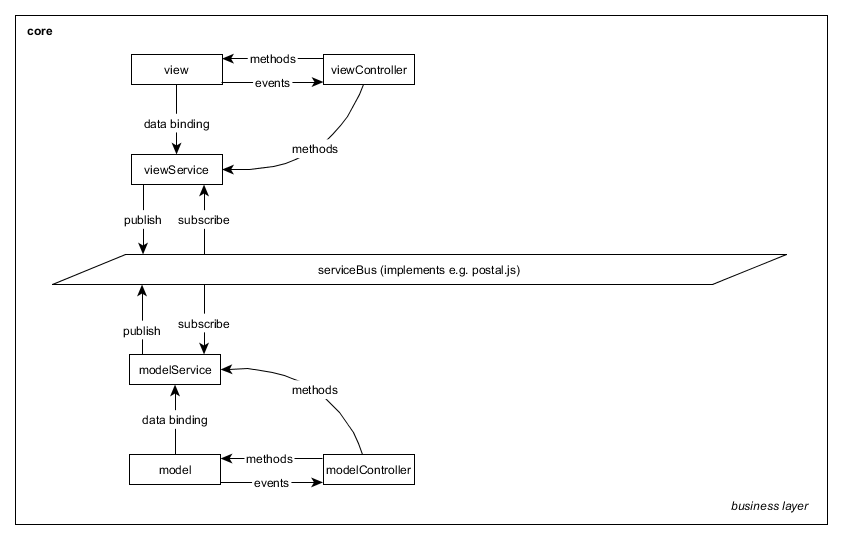 core
view
methods
viewController
events
data binding
methods
viewService
publish
subscribe
serviceBus (implements e.g. postal.js)
publish
subscribe
modelService
methods
data binding
model
methods
modelController
events
business layer